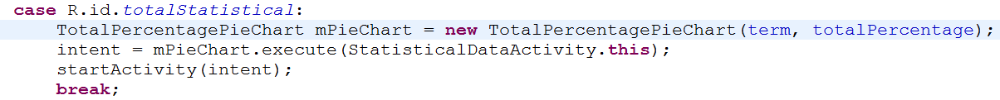 case R.id.totalStatistical:
TotalPercentagePieChart mPieChart = new TotalPercentagePieChart(term, totalPercentage);
intent = mPieChart.execute(StatisticalDataActivity.this);
startActivity(intent);
break;